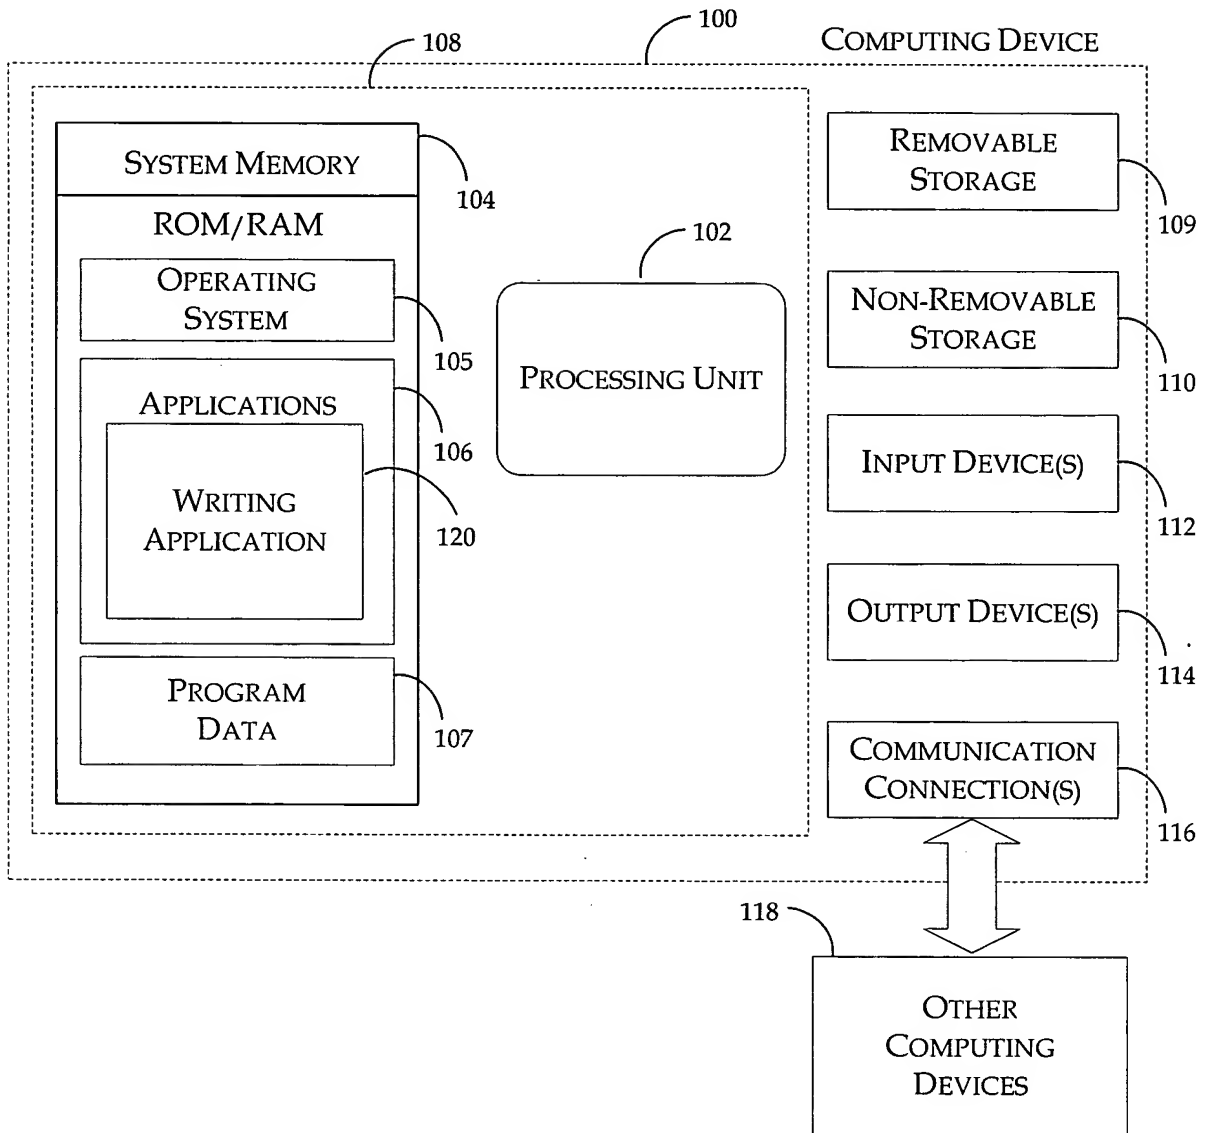 100
COMPUTING DEVICE
108
SYSTEM MEMORY
104
ROM/RAM
OPERATING
SYSTEM
105
APPLICATIONS
106
WRITING
APPLICATION
120
PROGRAM
DATA
107
102
PROCESSING UNIT
REMOVABLE
STORAGE
109
NON-REMOVABLE
STORAGE
110
INPUT DEVICE(S)
112
OUTPUT DEVICE(S)
114
COMMUNICATION
CONNECTION(S)
116
118
OTHER
COMPUTING
DEVICES